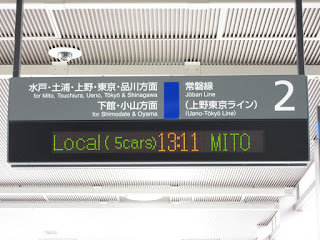 水戸・土浦・上野・東京・品川方面
for Mito, Tsuchiura, Ueno, Tōkyō & Shinagawa
下館・小山方面
for Shimodate & Oyama
常磐線
Jōban Line
（上野東京ライン）
(Ueno-Tōkyō Line)
2
Local ( 5cars) 13:11 MITO